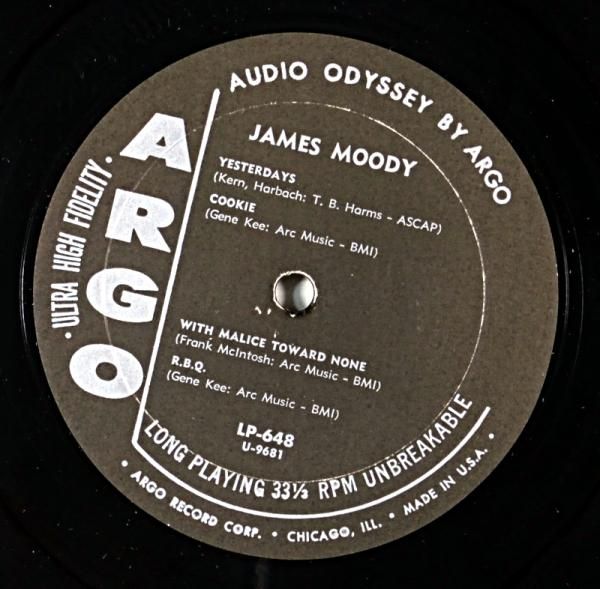 AUDIO ODYSSEY BY ARGO
ARGO
• ULTRA HIGH FIDELITY •
JAMES MOODY
YESTERDAYS
(Kern, Harbach: T. B. Harms - ASCAP)
COOKIE
(Gene Kee: Arc Music - BMI)
WITH MALICE TOWARD NONE
(Frank McIntosh: Arc Music - BMI)
R.B.Q.
(Gene Kee: Arc Music - BMI)
LP-648
U-9681
LONG PLAYING 33⅓ RPM UNBREAKABLE
• ARGO RECORD CORP. • CHICAGO, ILL. • MADE IN U.S.A. •